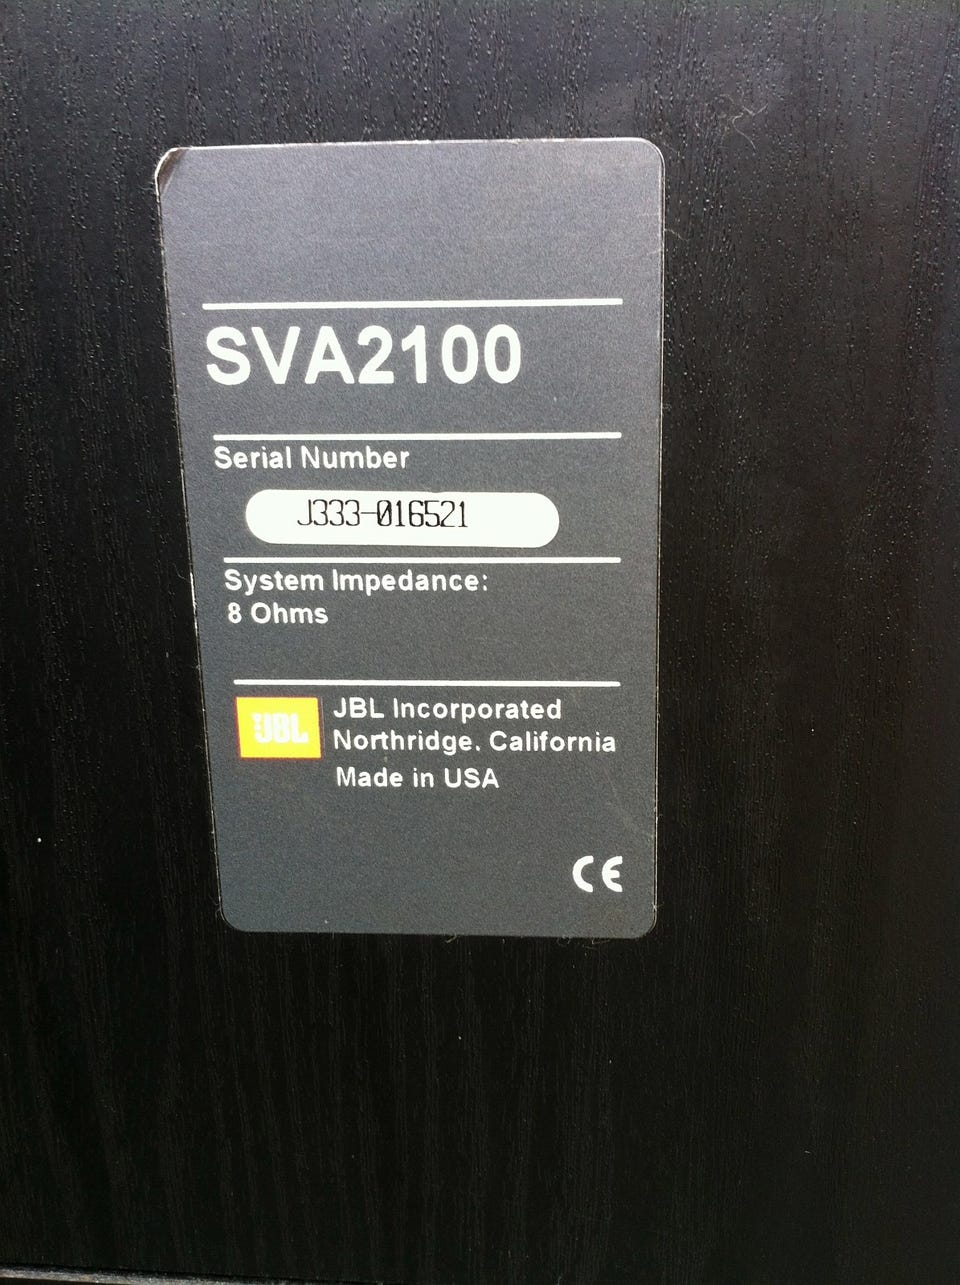 SVA2100
Serial Number
J333-016521
System Impedance:
8 Ohms
JBL
JBL Incorporated
Northridge. California
Made in USA
CE